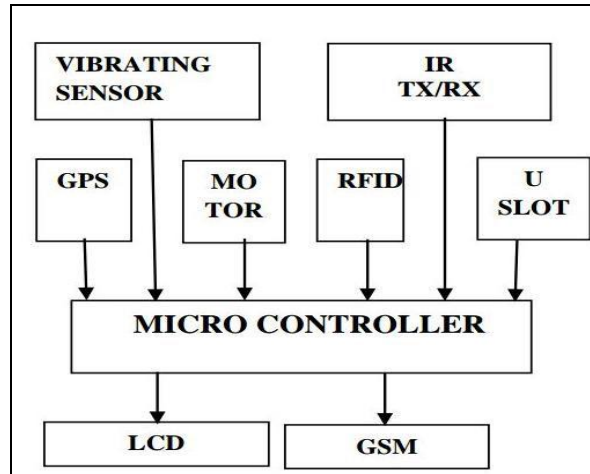 VIBRATING
SENSOR
IR
TX/RX
GPS
MO
TOR
RFID
U
SLOT
MICRO CONTROLLER
LCD
GSM